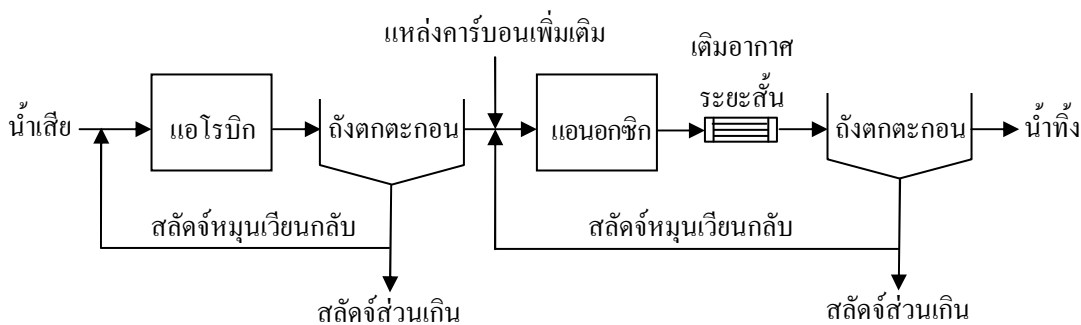 แหล่งคาร์บอนเพิ่มเติม
เติมอากาศ
ระยะสั้น
น้ำเสีย
แอโรบิก
ถังตกตะกอน
แอนอกซิก
ถังตกตะกอน
น้ำทิ้ง
สลัดจ์หมุนเวียนกลับ
สลัดจ์หมุนเวียนกลับ
สลัดจ์ส่วนเกิน
สลัดจ์ส่วนเกิน